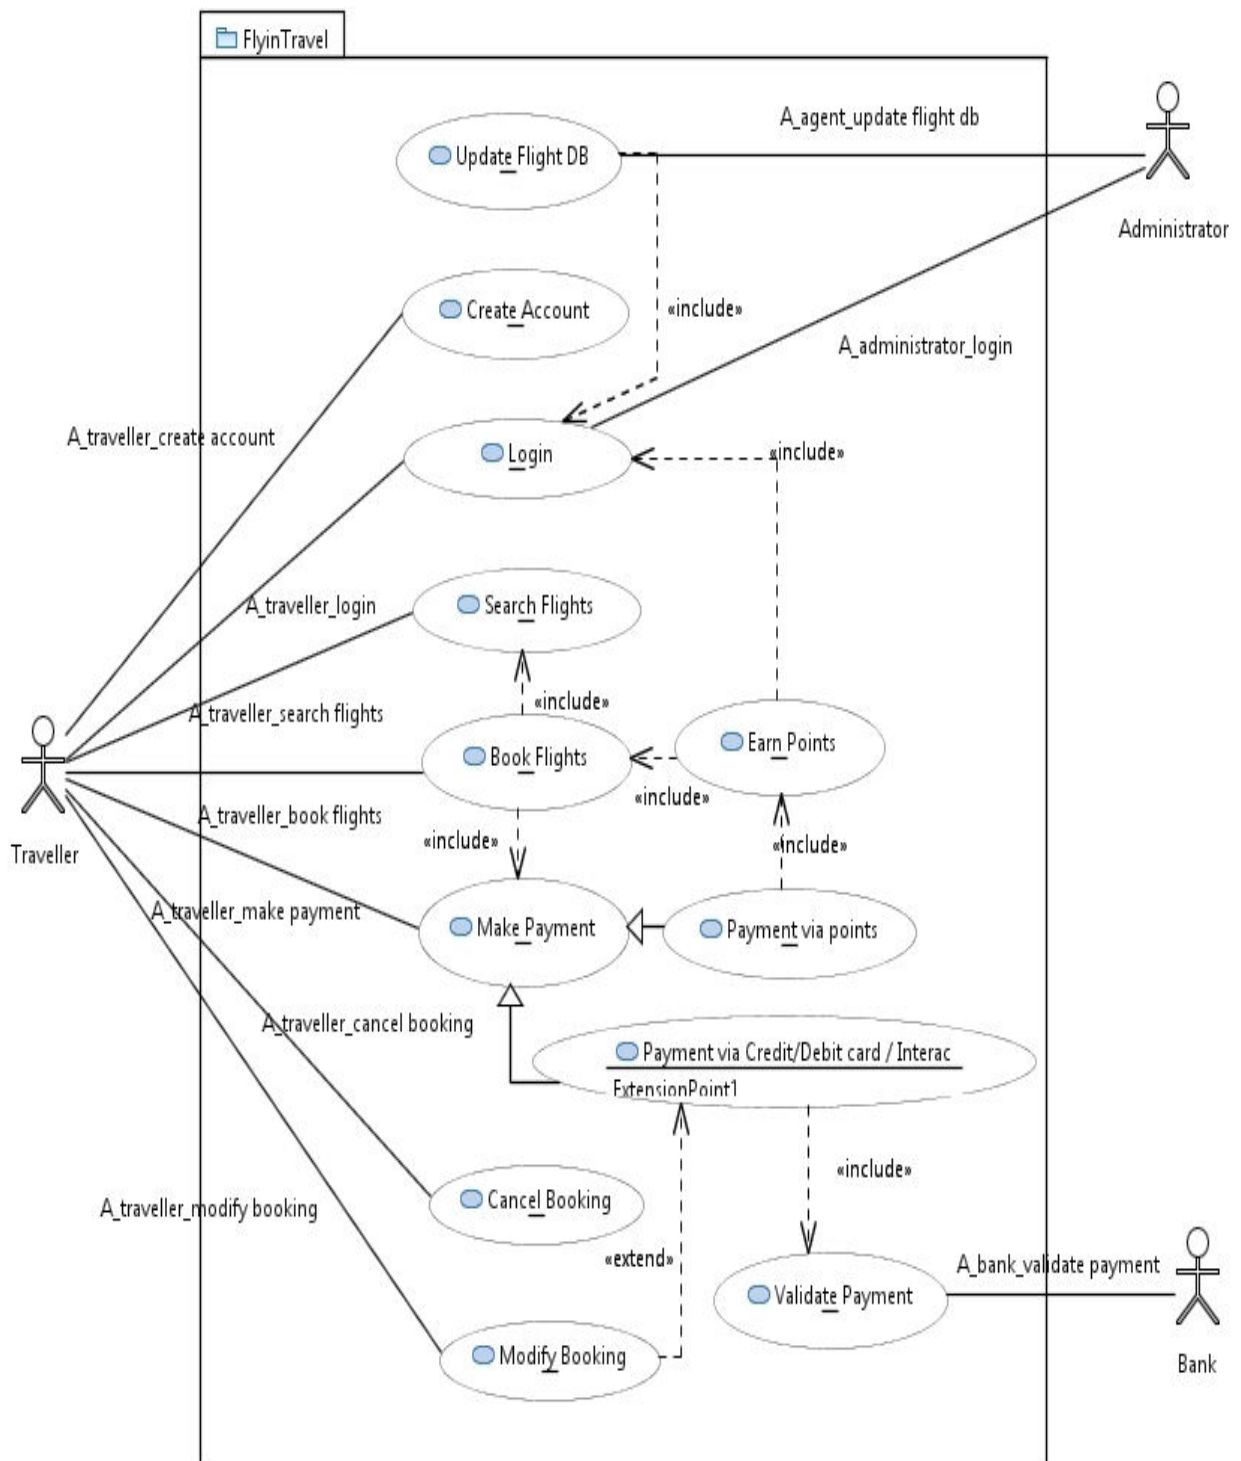 FlyinTravel
A_agent_update flight db
Update Flight DB
Administrator
Create Account
«include»
A_administrator_login
A_traveller_create account
Login
«include»
A_traveller_login
Search Flights
«include»
A_traveller_search flights
Book Flights
Earn Points
«include»
A_traveller_book flights
«include»
«include»
Traveller
A_traveller_make payment
Make Payment
Payment via points
A_traveller_cancel booking
Payment via Credit/Debit card / Interac
ExtensionPoint1
«include»
Cancel Booking
A_traveller_modify booking
«extend»
A_bank_validate payment
Validate Payment
Modify Booking
Bank